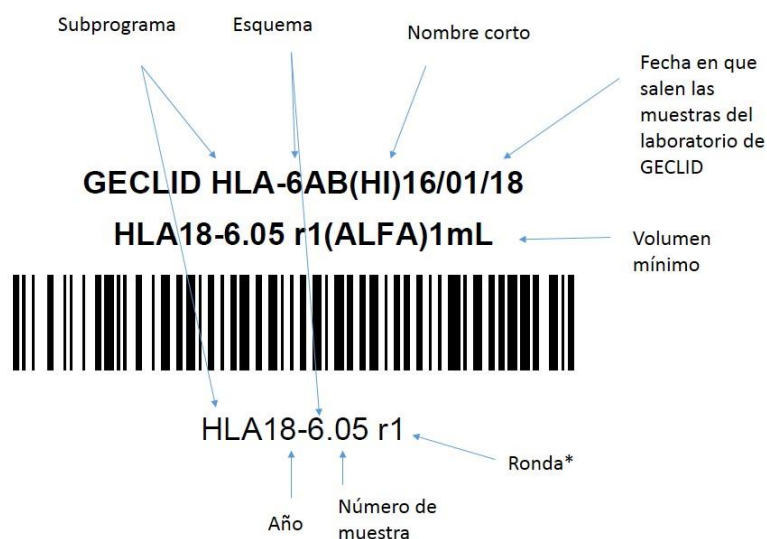 Subprograma
Esquema
Nombre corto
Fecha en que
salen las
muestras del
laboratorio de
GECLID
GECLID HLA-6AB(HI)16/01/18
HLA18-6.05 r1(ALFA)1mL
Volumen
mínimo
HLA18-6.05 r1
Ronda*
Año
Número de
muestra